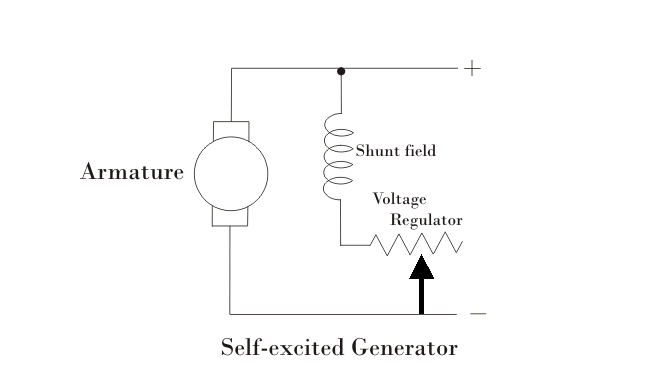 +
Shunt field
Armature
Voltage
Regulator
—
Self-excited Generator